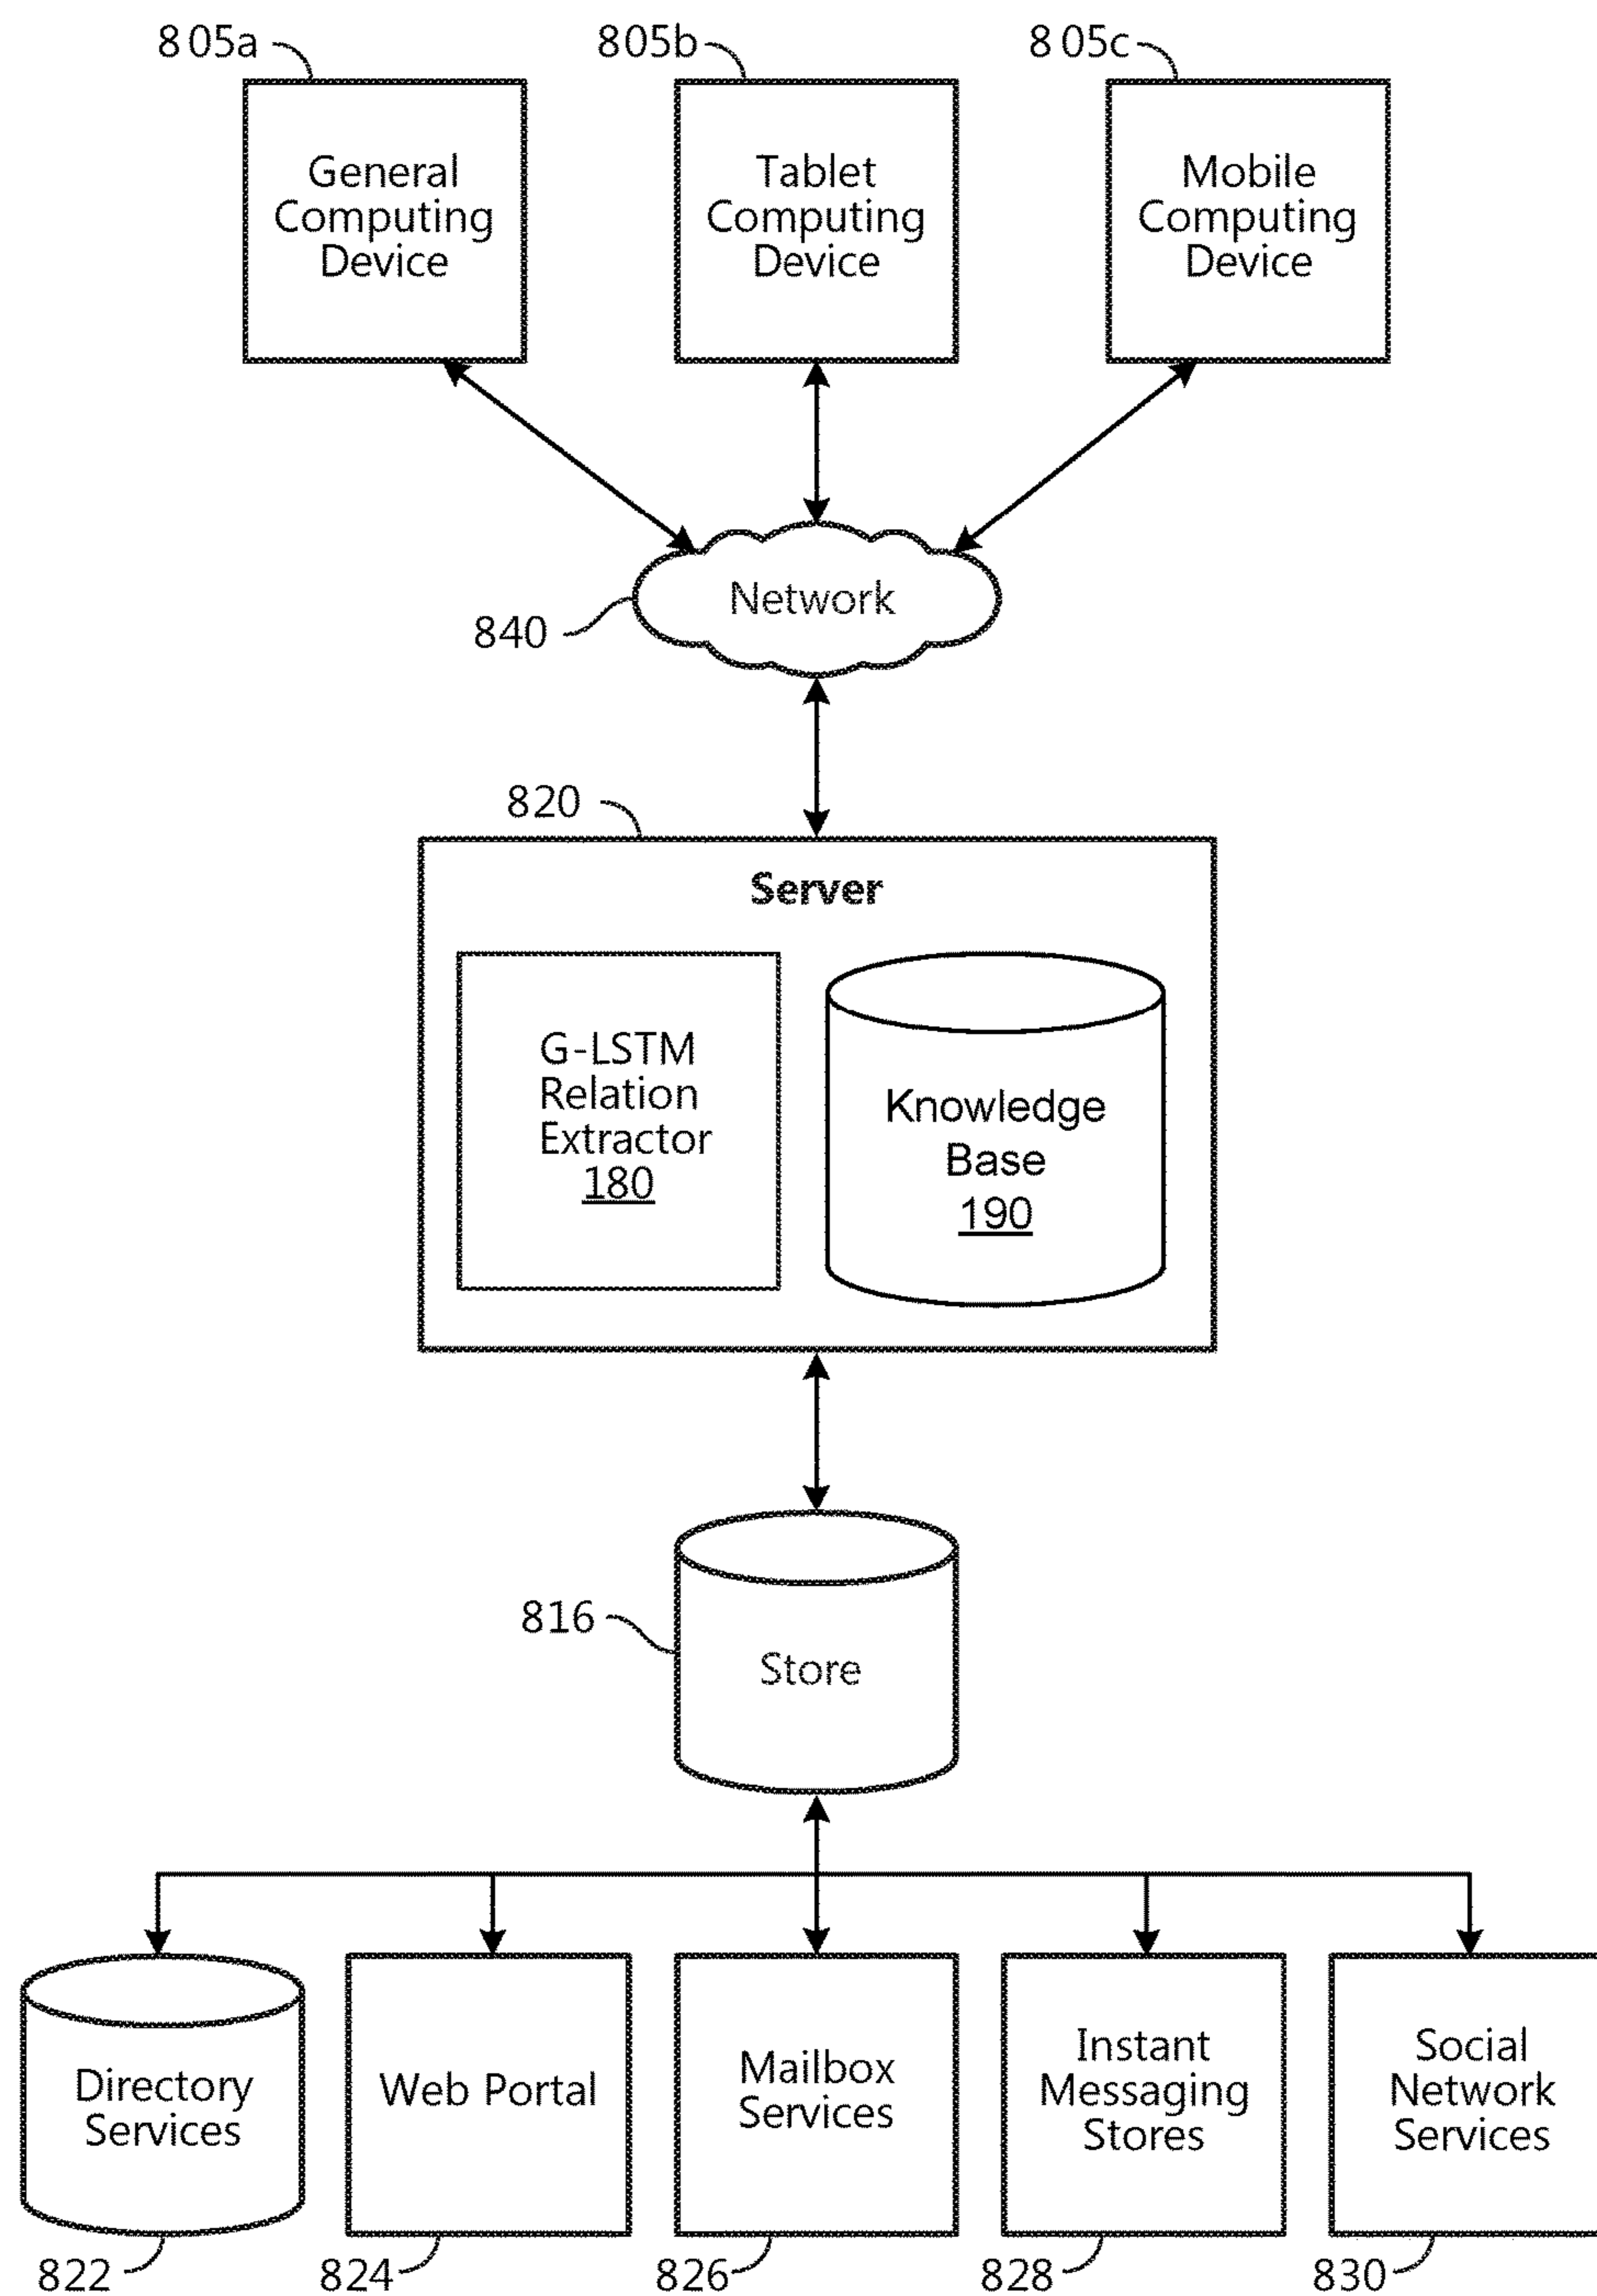 805a
805b
805c
General
Computing
Device
Tablet
Computing
Device
Mobile
Computing
Device
Network
840
820
Server
G-LSTM
Relation
Extractor
180
Knowledge
Base
190
816
Store
Directory
Services
Web Portal
Mailbox
Services
Instant
Messaging
Stores
Social
Network
Services
822
824
826
828
830